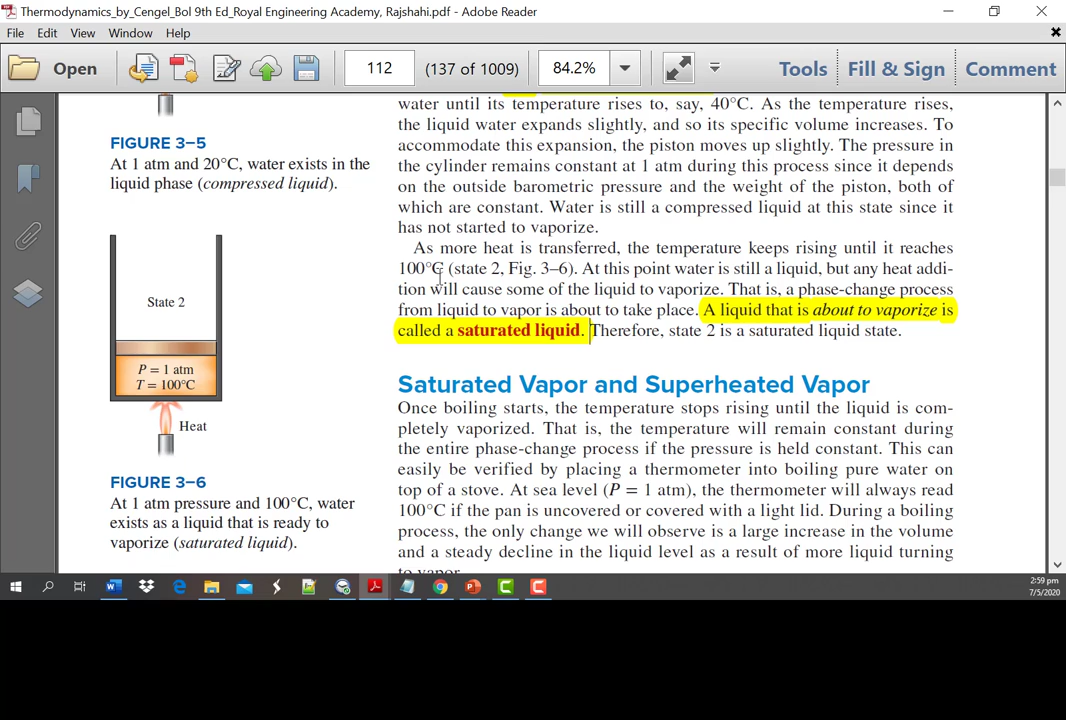 Thermodynamics_by_Cengel_Bol 9th Ed_Royal Engineering Academy, Rajshahi.pdf - Adobe Reader
File Edit View Window Help
Open 112 (137 of 1009) 84.2% Tools Fill & Sign Comment
FIGURE 3–5
At 1 atm and 20°C, water exists in the
liquid phase (compressed liquid).
State 2
P = 1 atm
T = 100°C
Heat
FIGURE 3–6
At 1 atm pressure and 100°C, water
exists as a liquid that is ready to
vaporize (saturated liquid).
water until its temperature rises to, say, 40°C. As the temperature rises,
the liquid water expands slightly, and so its specific volume increases. To
accommodate this expansion, the piston moves up slightly. The pressure in
the cylinder remains constant at 1 atm during this process since it depends
on the outside barometric pressure and the weight of the piston, both of
which are constant. Water is still a compressed liquid at this state since it
has not started to vaporize.
As more heat is transferred, the temperature keeps rising until it reaches
100°C (state 2, Fig. 3–6). At this point water is still a liquid, but any heat addi-
tion will cause some of the liquid to vaporize. That is, a phase-change process
from liquid to vapor is about to take place. A liquid that is about to vaporize is
called a saturated liquid. Therefore, state 2 is a saturated liquid state.
Saturated Vapor and Superheated Vapor
Once boiling starts, the temperature stops rising until the liquid is com-
pletely vaporized. That is, the temperature will remain constant during
the entire phase-change process if the pressure is held constant. This can
easily be verified by placing a thermometer into boiling pure water on
top of a stove. At sea level (P = 1 atm), the thermometer will always read
100°C if the pan is uncovered or covered with a light lid. During a boiling
process, the only change we will observe is a large increase in the volume
and a steady decline in the liquid level as a result of more liquid turning
to vapor.
2:59 pm
7/5/2020